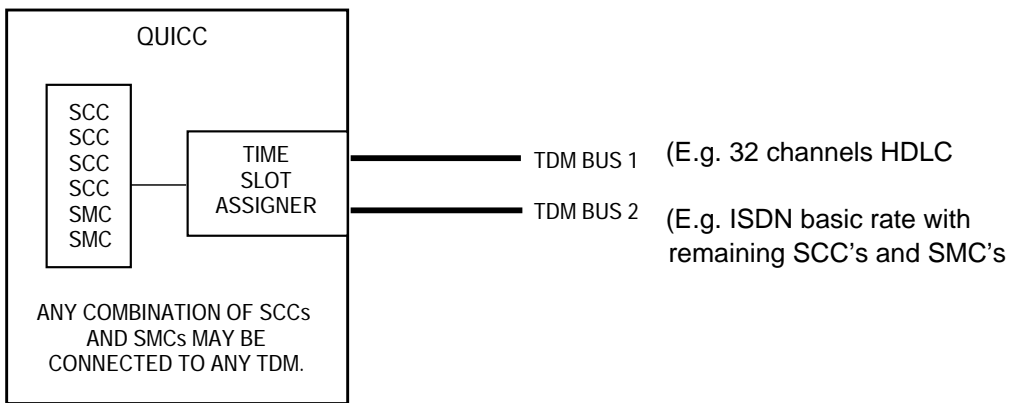 QUICC
SCC
SCC
SCC
SCC
SMC
SMC
TIME
SLOT
ASSIGNER
TDM BUS 1
(E.g. 32 channels HDLC
TDM BUS 2
(E.g. ISDN basic rate with
remaining SCC's and SMC's
ANY COMBINATION OF SCCs
AND SMCs MAY BE
CONNECTED TO ANY TDM.